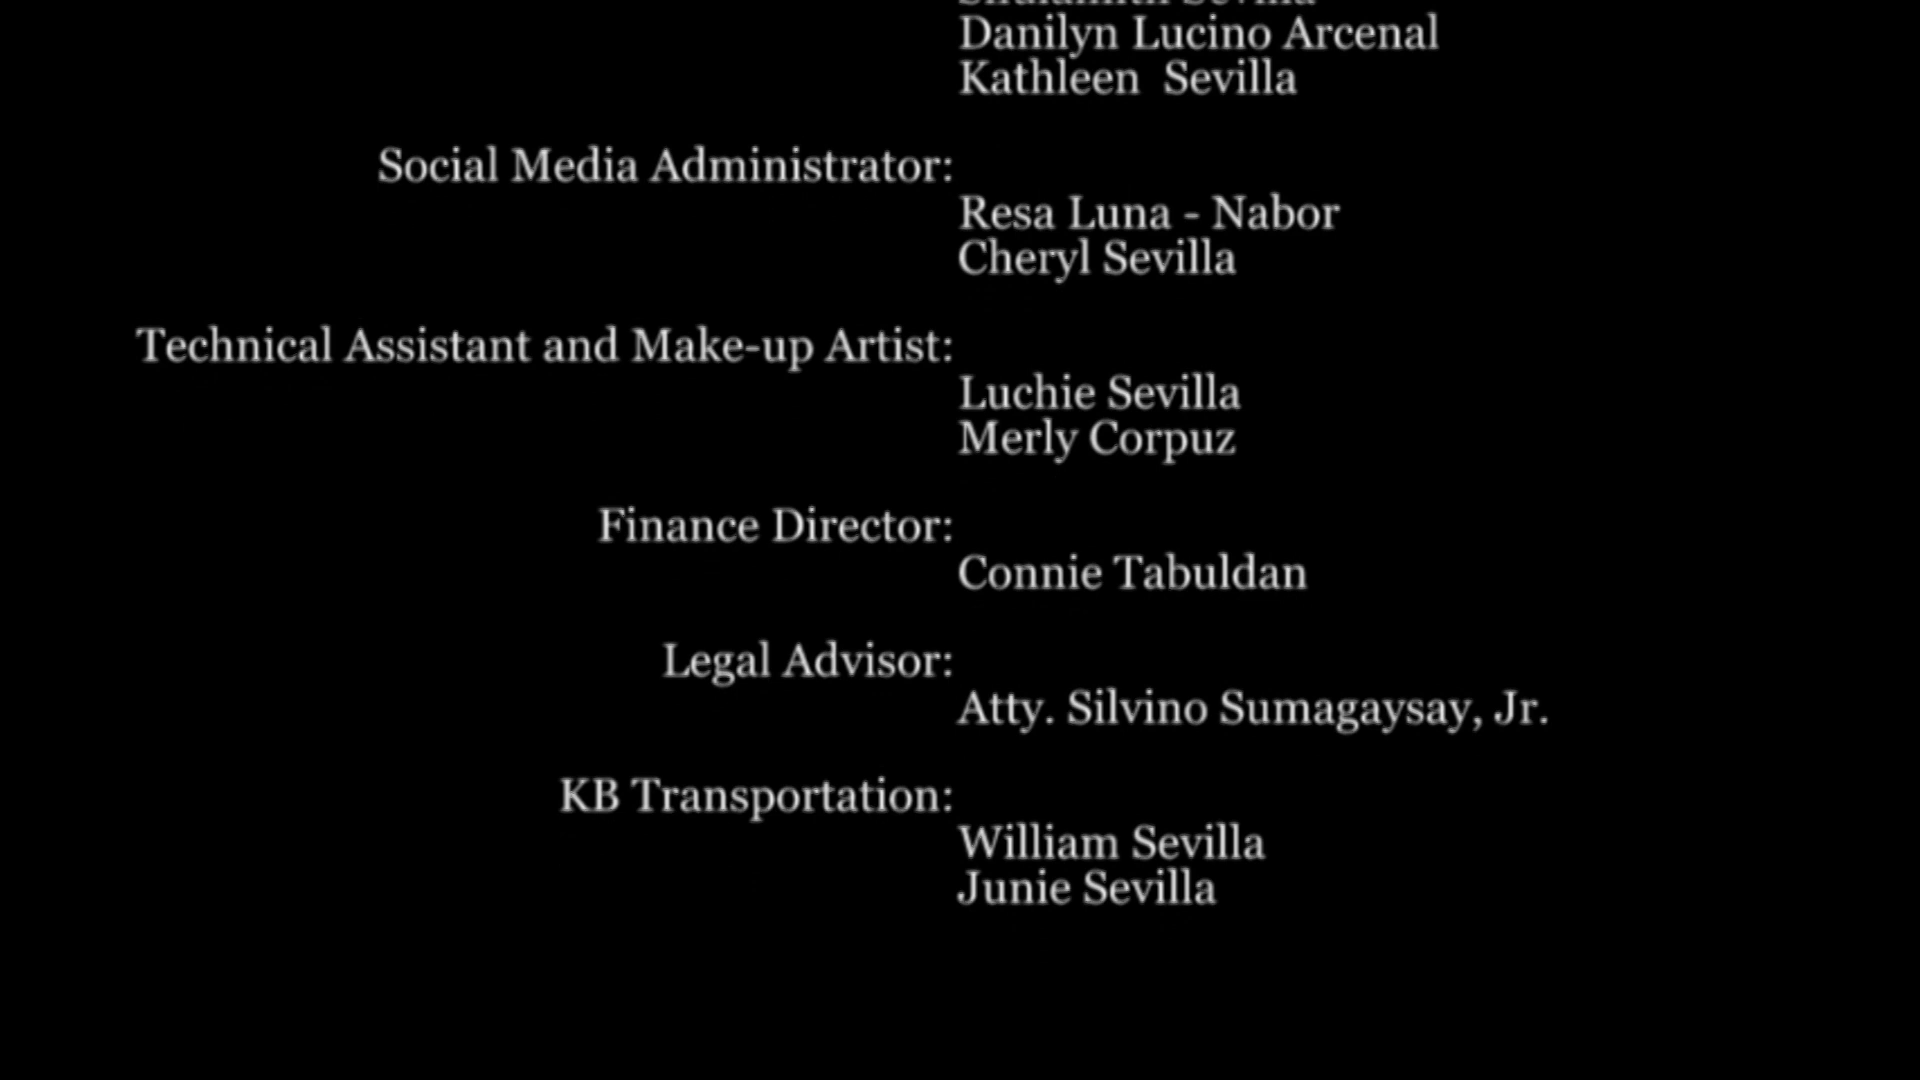 Danilyn Lucino Arcenal
Kathleen  Sevilla
Social Media Administrator:
Resa Luna - Nabor
Cheryl Sevilla
Technical Assistant and Make-up Artist:
Luchie Sevilla
Merly Corpuz
Finance Director:
Connie Tabuldan
Legal Advisor:
Atty. Silvino Sumagaysay, Jr.
KB Transportation:
William Sevilla
Junie Sevilla